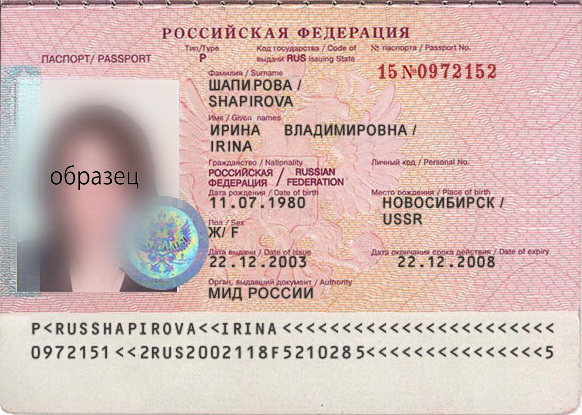 РОССИЙСКАЯ ФЕДЕРАЦИЯ
ПАСПОРТ/ PASSPORT
Тип/Type
Код государства / Code of
№ паспорта / Passport No.
P
выдачи RUS issuing State
15№0972152
Фамилия / Surname
ШАПИРОВА /
SHAPIROVA
Имя / Given names
ИРИНА ВЛАДИМИРОВНА /
IRINA
Гражданство / Nationality
Личный код / Personal No.
РОССИЙСКАЯ / RUSSIAN
ФЕДЕРАЦИЯ / FEDERATION
Дата рождения / Date of birth
Место рождения / Place of birth
11.07.1980
НОВОСИБИРСК /
USSR
Пол / Sex
Ж/ F
Дата выдачи / Date of issue
Дата окончания срока действия / Date of expiry
22.12.2003
22.12.2008
Орган, выдавший документ / Authority
МИД РОССИИ
образец
P<RUSSHAPIROVA<<IRINA<<<<<<<<<<<<<<<<<<<<<<<
0972151<<2RUS2002118F5210285<<<<<<<<<<<<<<<5